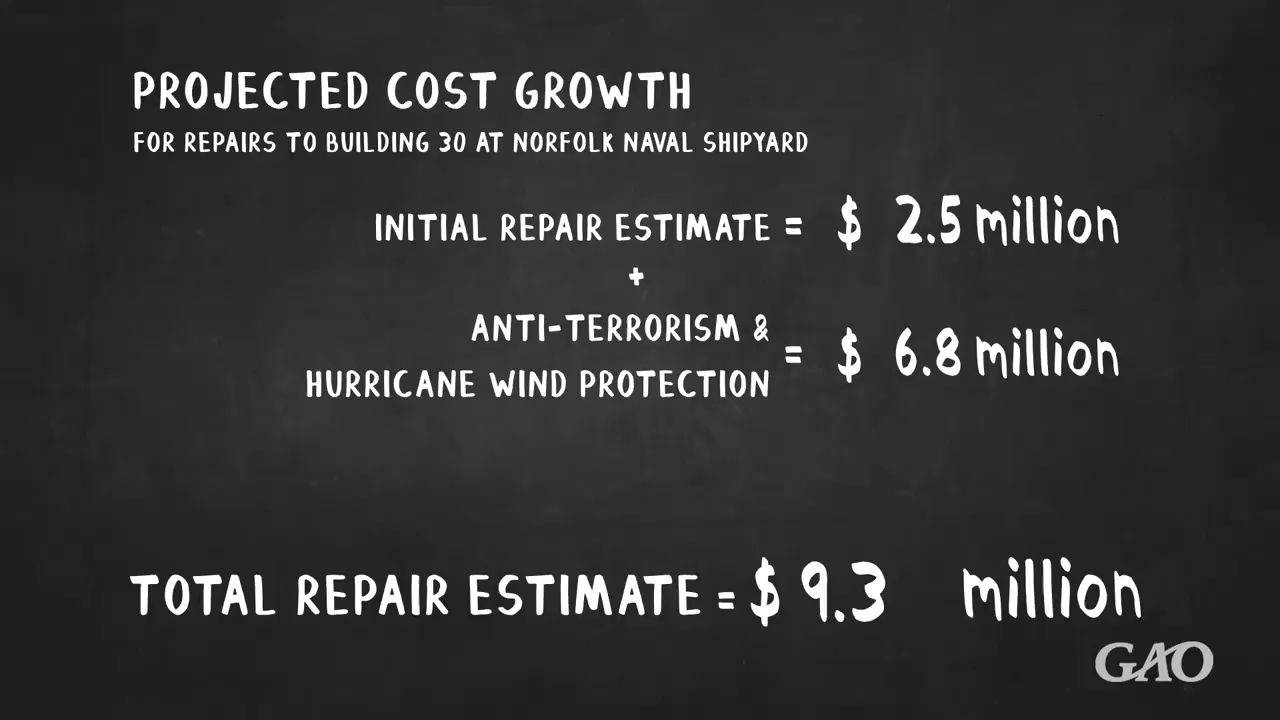 PROJECTED COST GROWTH
FOR REPAIRS TO BUILDING 30 AT NORFOLK NAVAL SHIPYARD
INITIAL REPAIR ESTIMATE = $ 2.5 million
+
ANTI-TERRORISM &
HURRICANE WIND PROTECTION = $ 6.8 million
TOTAL REPAIR ESTIMATE = $ 9.3 million
GAO